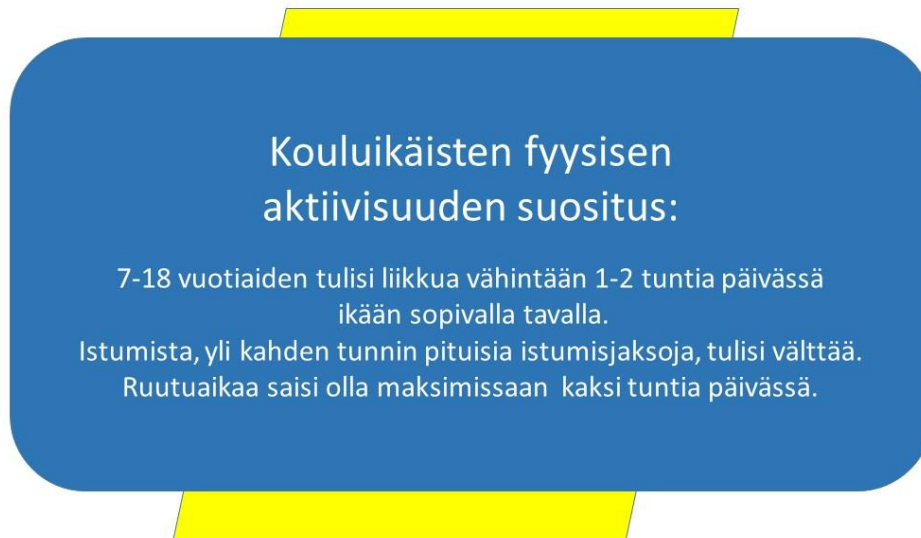 Kouluikäisten fyysisen
aktiivisuuden suositus:
7-18 vuotiaiden tulisi liikkua vähintään 1-2 tuntia päivässä
ikään sopivalla tavalla.
Istumista, yli kahden tunnin pituisia istumisjaksoja, tulisi välttää.
Ruutuaikaa saisi olla maksimissaan kaksi tuntia päivässä.